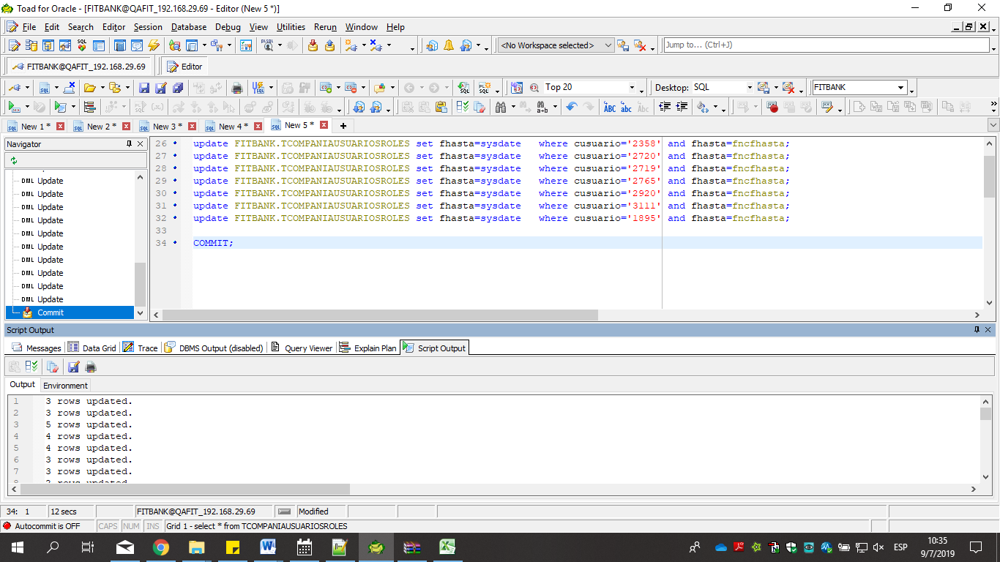 Toad for Oracle - [FITBANK@QAFIT_192.168.29.69 - Editor (New 5 *)]
File Edit Search Editor Session Database Debug View Utilities Rerun Window Help
SQL PLSQL <No Workspace selected> Jump to... (Ctrl+J)
FITBANK@QAFIT_192.168.29.69 Editor
Top 20 Desktop: SQL FITBANK
ABC abc Abc
New 1 * New 2 * New 3 * New 4 * New 5 *
Navigator
DML Update
DML Update
DML Update
DML Update
DML Update
DML Update
DML Update
DML Update
DML Update
DML Update
Commit
26 update FITBANK.TCOMPANIAUSUARIOSROLES set fhasta=sysdate where cusuario='2358' and fhasta=fncfhasta;
27 update FITBANK.TCOMPANIAUSUARIOSROLES set fhasta=sysdate where cusuario='2720' and fhasta=fncfhasta;
28 update FITBANK.TCOMPANIAUSUARIOSROLES set fhasta=sysdate where cusuario='2719' and fhasta=fncfhasta;
29 update FITBANK.TCOMPANIAUSUARIOSROLES set fhasta=sysdate where cusuario='2765' and fhasta=fncfhasta;
30 update FITBANK.TCOMPANIAUSUARIOSROLES set fhasta=sysdate where cusuario='2920' and fhasta=fncfhasta;
31 update FITBANK.TCOMPANIAUSUARIOSROLES set fhasta=sysdate where cusuario='3111' and fhasta=fncfhasta;
32 update FITBANK.TCOMPANIAUSUARIOSROLES set fhasta=sysdate where cusuario='1895' and fhasta=fncfhasta;
33
34 COMMIT;
Script Output
Messages Data Grid Trace DBMS Output (disabled) Query Viewer Explain Plan Script Output
Output Environment
1 3 rows updated.
2 3 rows updated.
3 5 rows updated.
4 4 rows updated.
5 4 rows updated.
6 3 rows updated.
7 3 rows updated.
rows updated.
34: 1 12 secs FITBANK@QAFIT_192.168.29.69 Modified
Autocommit is OFF CAPS NUM INS Grid 1 - select * from TCOMPANIAUSUARIOSROLES
ESP 10:35
9/7/2019